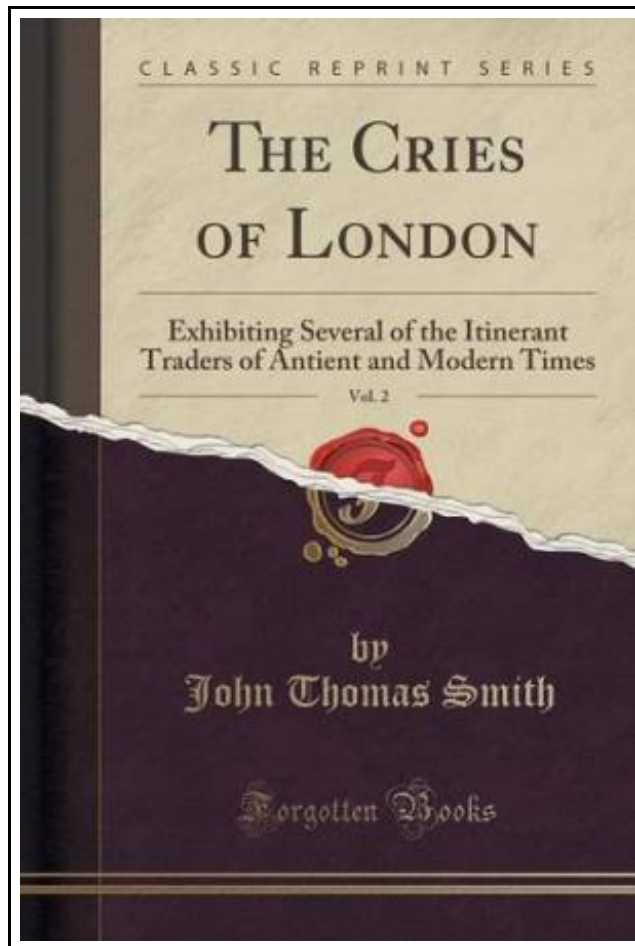 CLASSIC REPRINT SERIES
THE CRIES
OF LONDON
Exhibiting Several of the Itinerant
Traders of Antient and Modern Times
Vol. 2
by
John Thomas Smith
Forgotten Books